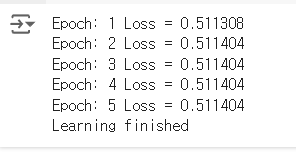 Epoch: 1 Loss = 0.511308
Epoch: 2 Loss = 0.511404
Epoch: 3 Loss = 0.511404
Epoch: 4 Loss = 0.511404
Epoch: 5 Loss = 0.511404
Learning finished